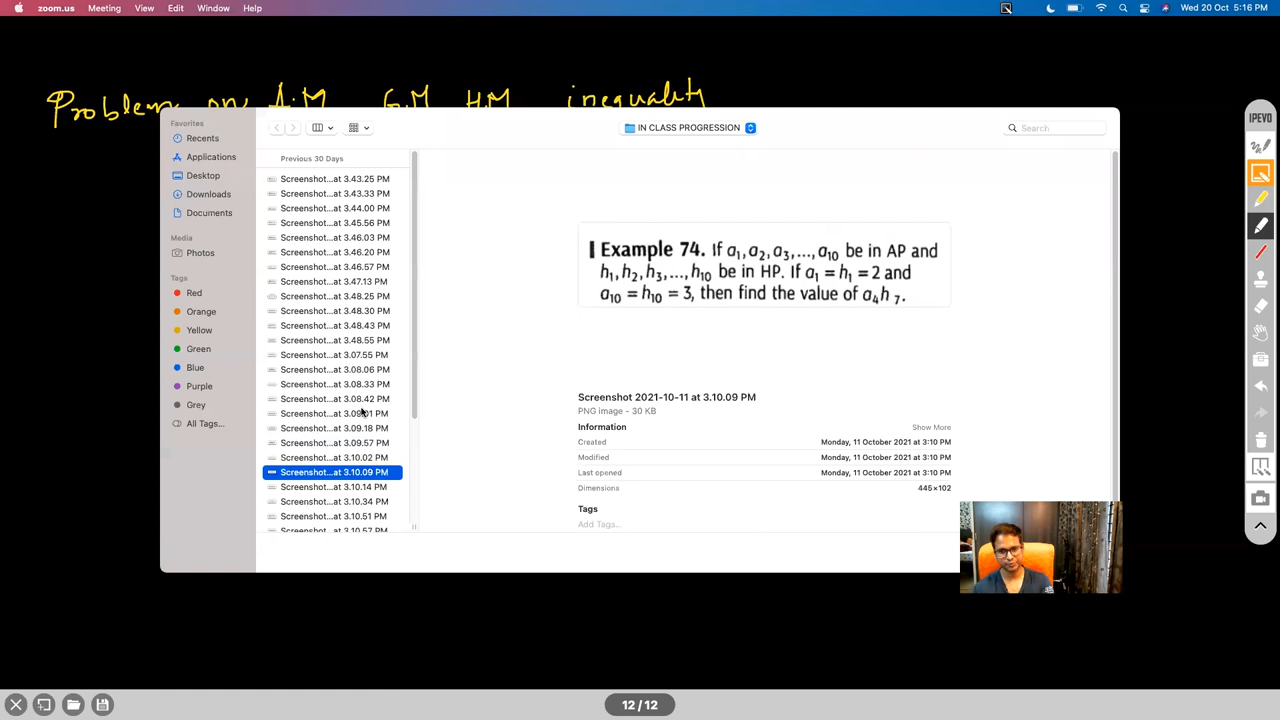 zoom.us Meeting View Edit Window Help Wed 20 Oct 5:16 PM
Problem on A.M G.M H.M inequality
Favorites
Recents
Applications
Desktop
Downloads
Documents
Media
Photos
Tags
Red
Orange
Yellow
Green
Blue
Purple
Grey
All Tags...
IN CLASS PROGRESSION
Search
Previous 30 Days
Screenshot...at 3.43.25 PM
Screenshot...at 3.43.33 PM
Screenshot...at 3.44.00 PM
Screenshot...at 3.45.56 PM
Screenshot...at 3.46.03 PM
Screenshot...at 3.46.20 PM
Screenshot...at 3.46.57 PM
Screenshot...at 3.47.13 PM
Screenshot...at 3.48.25 PM
Screenshot...at 3.48.30 PM
Screenshot...at 3.48.43 PM
Screenshot...at 3.48.55 PM
Screenshot...at 3.07.55 PM
Screenshot...at 3.08.06 PM
Screenshot...at 3.08.33 PM
Screenshot...at 3.08.42 PM
Screenshot...at 3.09.01 PM
Screenshot...at 3.09.18 PM
Screenshot...at 3.09.57 PM
Screenshot...at 3.10.02 PM
Screenshot...at 3.10.09 PM
Screenshot...at 3.10.14 PM
Screenshot...at 3.10.34 PM
Screenshot...at 3.10.51 PM
Screenshot...at 3.10.57 PM
Example 74. If a₁, a₂, a₃, ..., a₁₀ be in AP and
h₁, h₂, h₃, ..., h₁₀ be in HP. If a₁ = h₁ = 2 and
a₁₀ = h₁₀ = 3, then find the value of a₄h₇.
Screenshot 2021-10-11 at 3.10.09 PM
PNG image - 30 KB
Information Show More
Created Monday, 11 October 2021 at 3:10 PM
Modified Monday, 11 October 2021 at 3:10 PM
Last opened Monday, 11 October 2021 at 3:10 PM
Dimensions 445×102
Tags
Add Tags...
IPEVO
12 / 12